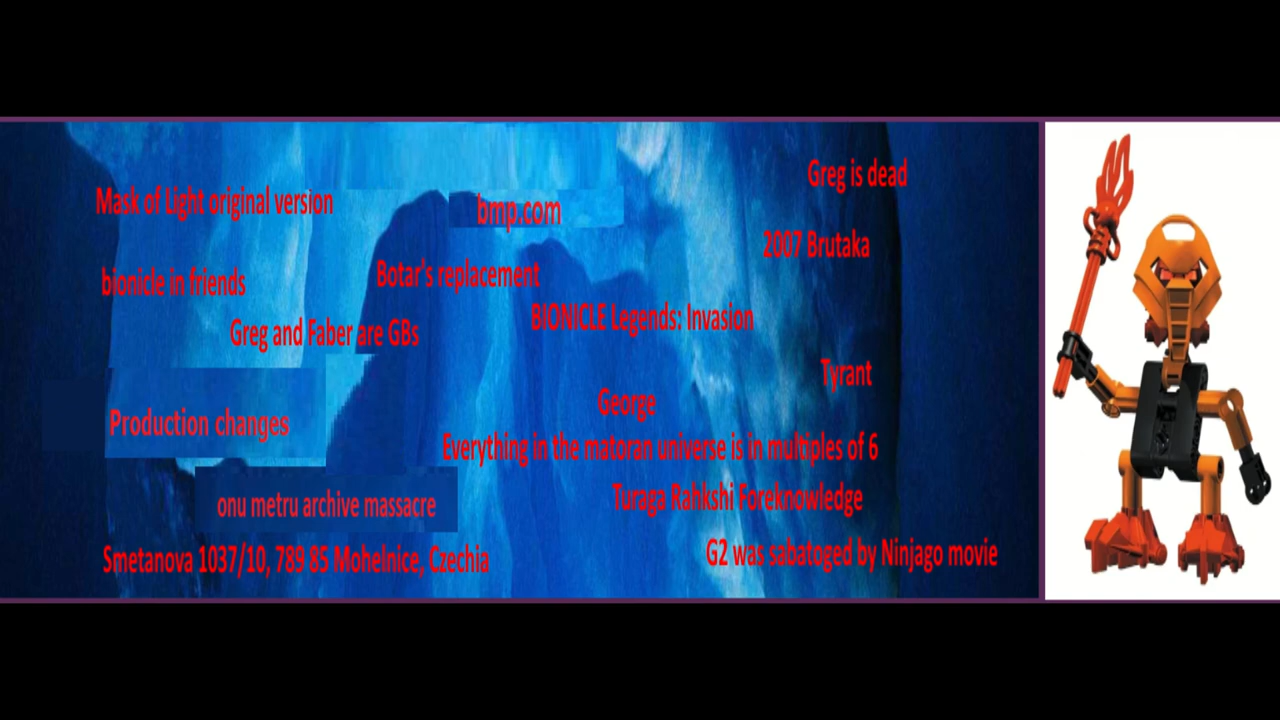 Greg is dead
Mask of Light original version
bmp.com
2007 Brutaka
bionicle in friends
Botar's replacement
BIONICLE Legends: Invasion
Greg and Faber are GBs
Tyrant
George
Production changes
Everything in the matoran universe is in multiples of 6
onu metru archive massacre
Turaga Rahkshi Foreknowledge
Smetanova 1037/10, 789 85 Mohelnice, Czechia
G2 was sabatoged by Ninjago movie